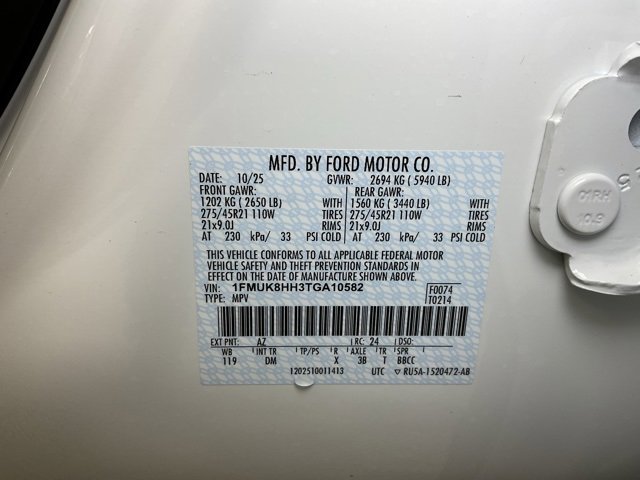 MFD. BY FORD MOTOR CO.
DATE: 10/25 GVWR: 2694 KG ( 5940 LB)
FRONT GAWR: REAR GAWR:
1202 KG ( 2650 LB) WITH 1560 KG ( 3440 LB) WITH
275/45R21 110W TIRES 275/45R21 110W TIRES
21x9.0J RIMS 21x9.0J RIMS
AT 230 kPa/ 33 PSI COLD AT 230 kPa/ 33 PSI COLD
THIS VEHICLE CONFORMS TO ALL APPLICABLE FEDERAL MOTOR
VEHICLE SAFETY AND THEFT PREVENTION STANDARDS IN
EFFECT ON THE DATE OF MANUFACTURE SHOWN ABOVE.
VIN: 1FMUK8HH3TGA10582 F0074
TYPE: MPV T0214
EXT PNT: AZ RC: 24 DSO:
WB INT TR TP/PS R AXLE TR SPR
119 DM X 3B T BBCC
1202510011413 UTC ▽ RU5A-1520472-AB
01RH
10.9